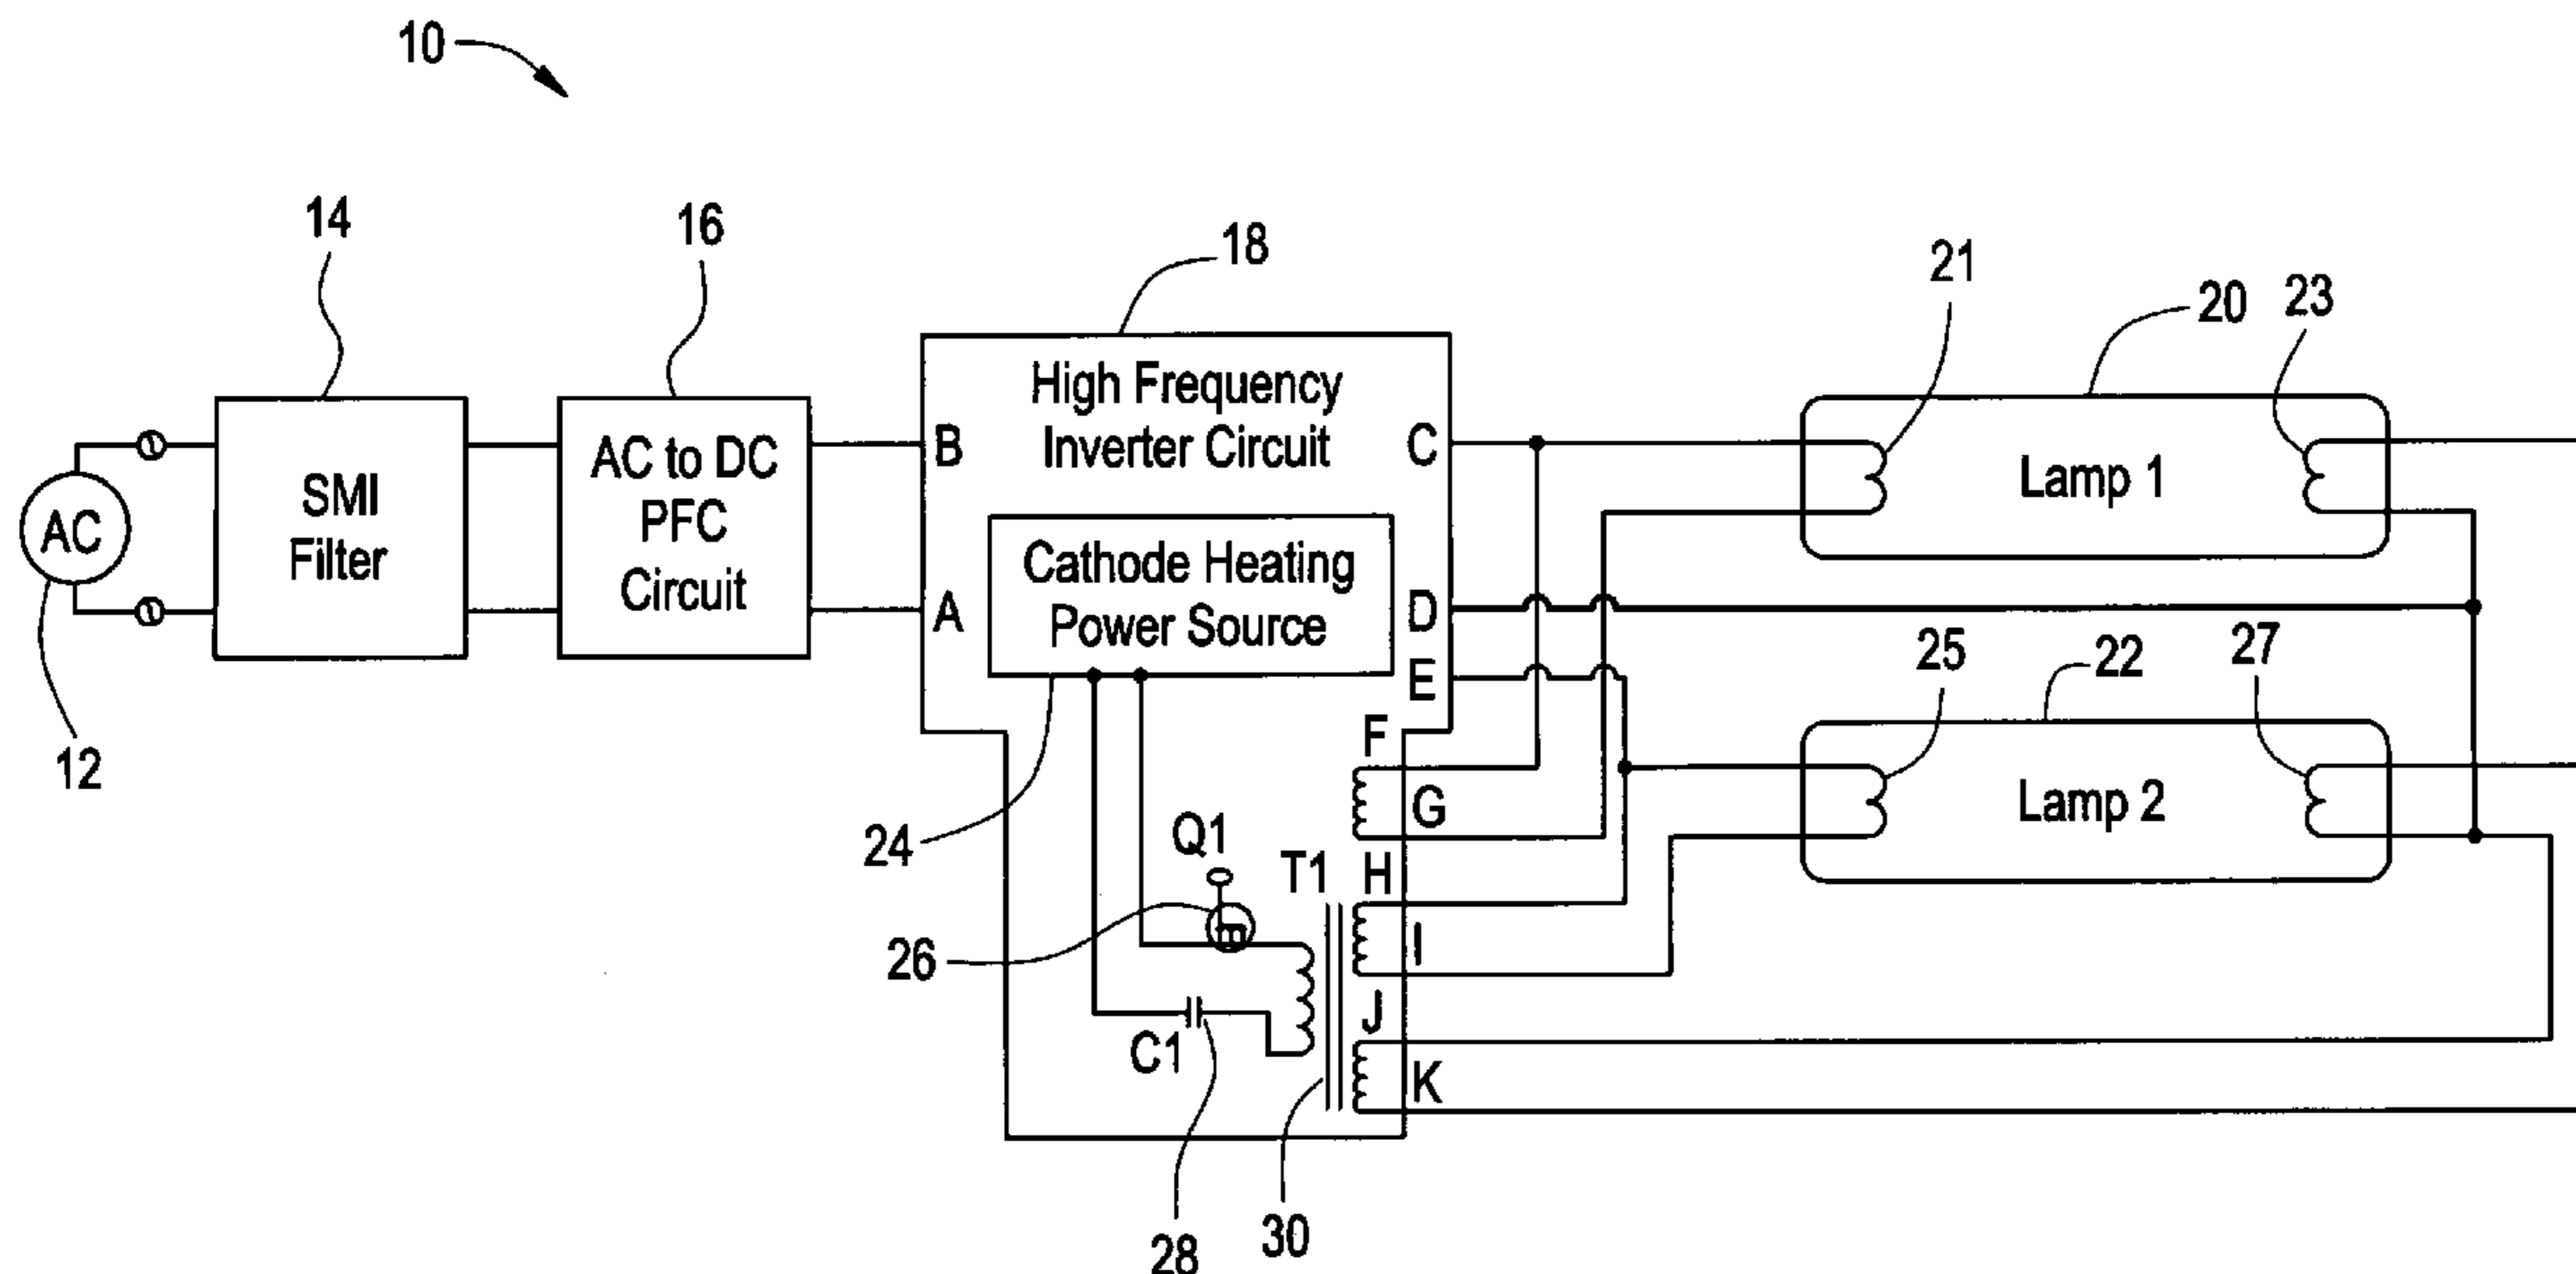 10
14
16
18
21
20
23
AC
SMI
Filter
AC to DC
PFC
Circuit
High Frequency
Inverter Circuit
B
C
A
D
E
Cathode Heating
Power Source
Lamp 1
12
25
22
27
F
G
Lamp 2
24
Q1
T1
H
26
I
J
C1
K
28
30